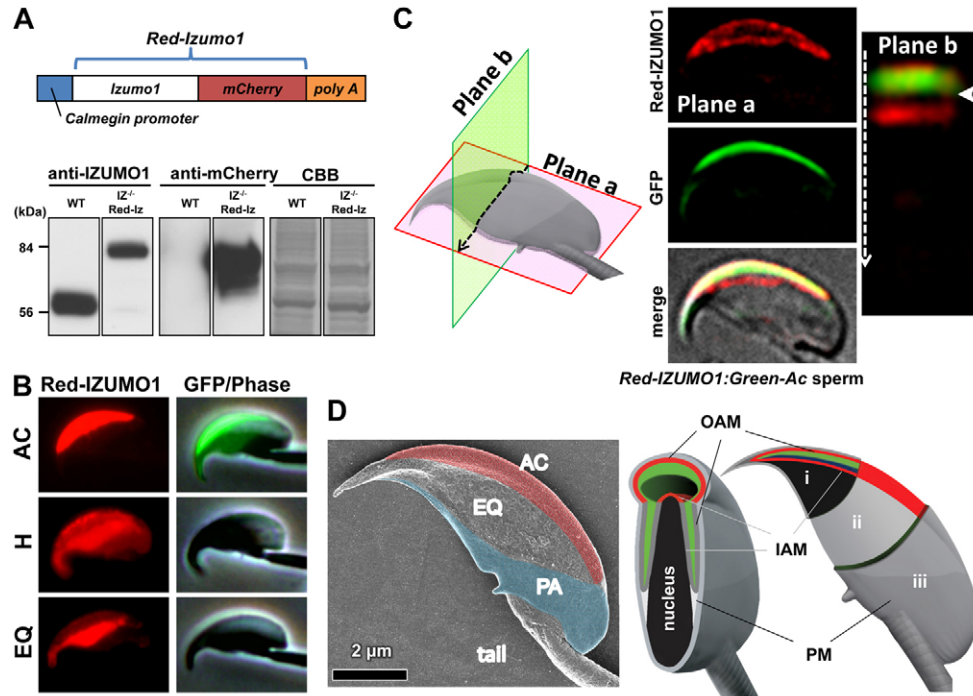 A
Red-Izumo1
Izumo1 mCherry poly A
Calmegin promoter
anti-IZUMO1 anti-mCherry CBB
(kDa) WT IZ-/- Red-Iz WT IZ-/- Red-Iz WT IZ-/- Red-Iz
84
56
B
Red-IZUMO1 GFP/Phase
AC
H
EQ
C
Plane b
Plane a
Red-IZUMO1
Plane a
GFP
merge
Plane b
Red-IZUMO1:Green-Ac sperm
D
AC
EQ
PA
tail
2 µm
OAM
IAM
PM
nucleus
i
ii
iii